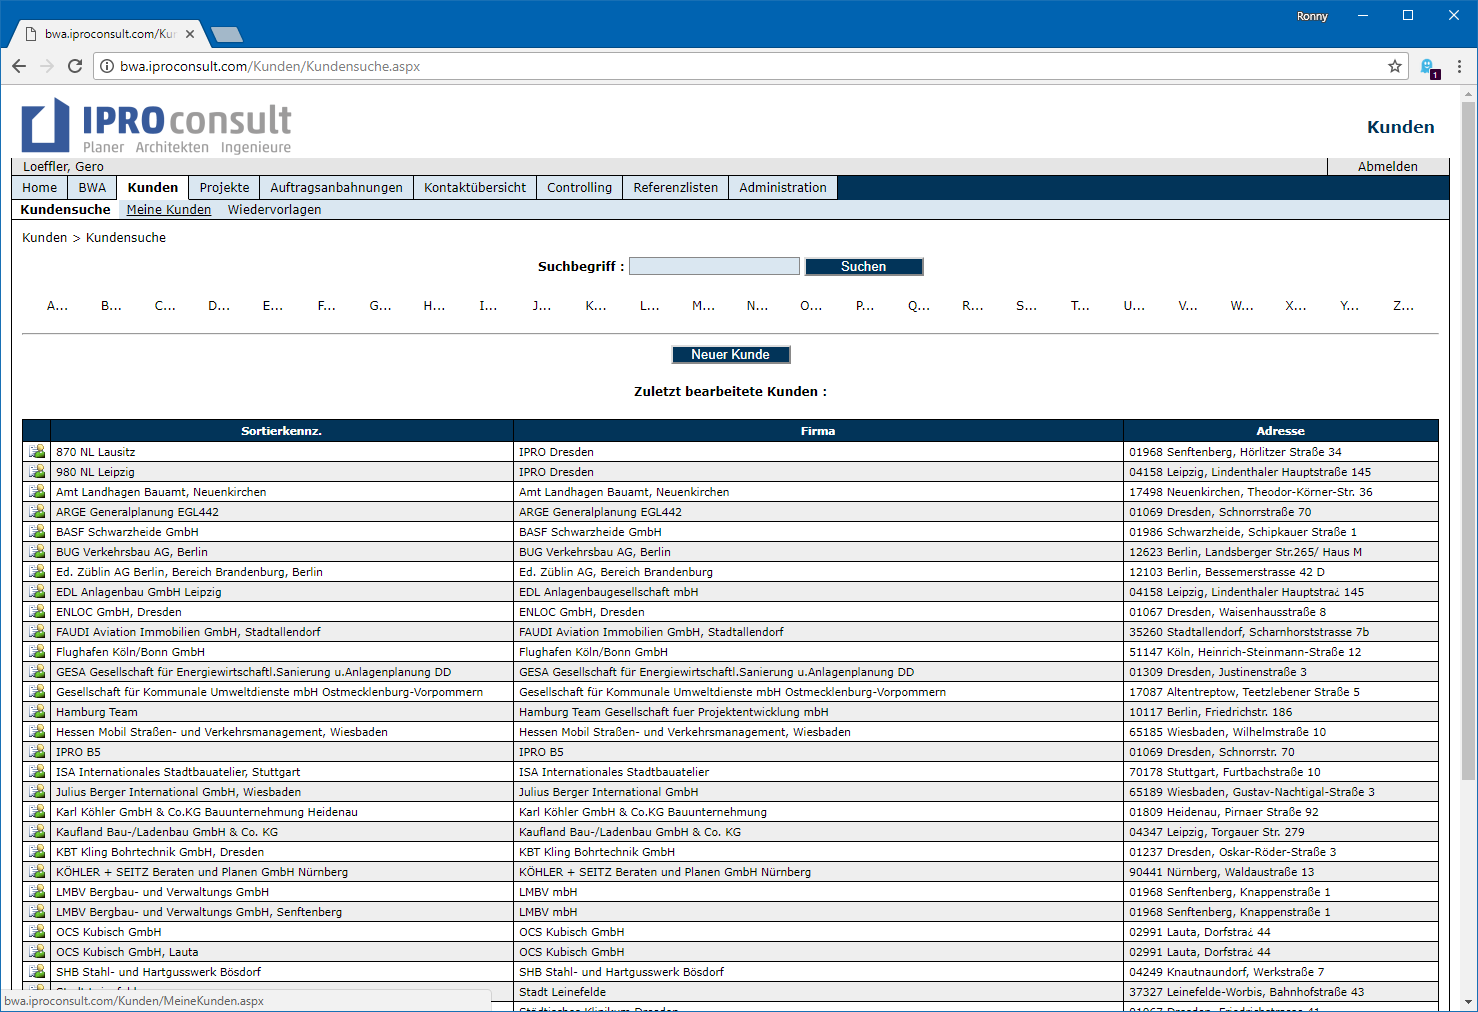 Ronny
bwa.iproconsult.com/Kun
bwa.iproconsult.com/Kunden/Kundensuche.aspx
1
IPROconsult
Planer Architekten Ingenieure
Kunden
Loeffler, Gero Abmelden
Home BWA Kunden Projekte Auftragsanbahnungen Kontaktübersicht Controlling Referenzlisten Administration
Kundensuche Meine Kunden Wiedervorlagen
Kunden > Kundensuche
Suchbegriff : Suchen
A... B... C... D... E... F... G... H... I... J... K... L... M... N... O... P... Q... R... S... T... U... V... W... X... Y... Z...
Neuer Kunde
Zuletzt bearbeitete Kunden :
Sortierkennz. Firma Adresse
870 NL Lausitz IPRO Dresden 01968 Senftenberg, Hörlitzer Straße 34
980 NL Leipzig IPRO Dresden 04158 Leipzig, Lindenthaler Hauptstraße 145
Amt Landhagen Bauamt, Neuenkirchen Amt Landhagen Bauamt, Neuenkirchen 17498 Neuenkirchen, Theodor-Körner-Str. 36
ARGE Generalplanung EGL442 ARGE Generalplanung EGL442 01069 Dresden, Schnorrstraße 70
BASF Schwarzheide GmbH BASF Schwarzheide GmbH 01986 Schwarzheide, Schipkauer Straße 1
BUG Verkehrsbau AG, Berlin BUG Verkehrsbau AG, Berlin 12623 Berlin, Landsberger Str.265/ Haus M
Ed. Züblin AG Berlin, Bereich Brandenburg, Berlin Ed. Züblin AG, Bereich Brandenburg 12103 Berlin, Bessemerstrasse 42 D
EDL Anlagenbau GmbH Leipzig EDL Anlagenbaugesellschaft mbH 04158 Leipzig, Lindenthaler Hauptstra¿ 145
ENLOC GmbH, Dresden ENLOC GmbH, Dresden 01067 Dresden, Waisenhausstraße 8
FAUDI Aviation Immobilien GmbH, Stadtallendorf FAUDI Aviation Immobilien GmbH, Stadtallendorf 35260 Stadtallendorf, Scharnhorststrasse 7b
Flughafen Köln/Bonn GmbH Flughafen Köln/Bonn GmbH 51147 Köln, Heinrich-Steinmann-Straße 12
GESA Gesellschaft für Energiewirtschaftl.Sanierung u.Anlagenplanung DD GESA Gesellschaft für Energiewirtschaftl.Sanierung u.Anlagenplanung DD 01309 Dresden, Justinenstraße 3
Gesellschaft für Kommunale Umweltdienste mbH Ostmecklenburg-Vorpommern Gesellschaft für Kommunale Umweltdienste mbH Ostmecklenburg-Vorpommern 17087 Altentreptow, Teetzlebener Straße 5
Hamburg Team Hamburg Team Gesellschaft fuer Projektentwicklung mbH 10117 Berlin, Friedrichstr. 186
Hessen Mobil Straßen- und Verkehrsmanagement, Wiesbaden Hessen Mobil Straßen- und Verkehrsmanagement, Wiesbaden 65185 Wiesbaden, Wilhelmstraße 10
IPRO B5 IPRO B5 01069 Dresden, Schnorrstr. 70
ISA Internationales Stadtbauatelier, Stuttgart ISA Internationales Stadtbauatelier 70178 Stuttgart, Furtbachstraße 10
Julius Berger International GmbH, Wiesbaden Julius Berger International GmbH 65189 Wiesbaden, Gustav-Nachtigal-Straße 3
Karl Köhler GmbH & Co.KG Bauunternehmung Heidenau Karl Köhler GmbH & Co.KG Bauunternehmung 01809 Heidenau, Pirnaer Straße 92
Kaufland Bau-/Ladenbau GmbH & Co. KG Kaufland Bau-/Ladenbau GmbH & Co. KG 04347 Leipzig, Torgauer Str. 279
KBT Kling Bohrtechnik GmbH, Dresden KBT Kling Bohrtechnik GmbH 01237 Dresden, Oskar-Röder-Straße 3
KÖHLER + SEITZ Beraten und Planen GmbH Nürnberg KÖHLER + SEITZ Beraten und Planen GmbH Nürnberg 90441 Nürnberg, Waldaustraße 13
LMBV Bergbau- und Verwaltungs GmbH LMBV mbH 01968 Senftenberg, Knappenstraße 1
LMBV Bergbau- und Verwaltungs GmbH, Senftenberg LMBV mbH 01968 Senftenberg, Knappenstraße 1
OCS Kubisch GmbH OCS Kubisch GmbH 02991 Lauta, Dorfstra¿ 44
OCS Kubisch GmbH, Lauta OCS Kubisch GmbH 02991 Lauta, Dorfstra¿ 44
SHB Stahl- und Hartgusswerk Bösdorf SHB Stahl- und Hartgusswerk Bösdorf 04249 Knautnaundorf, Werkstraße 7
Stadt Leinefelde 37327 Leinefelde-Worbis, Bahnhofstraße 43
bwa.iproconsult.com/Kunden/MeineKunden.aspx